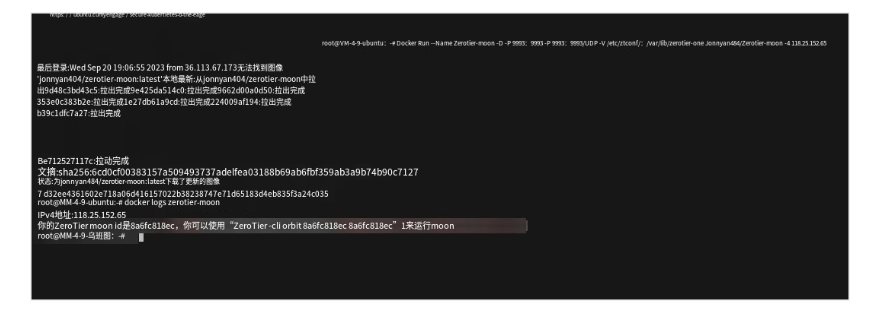 https://ubuntu.com/engage/secure-kubernetes-at-the-edge
root@VM-4-9-ubuntu: ~# Docker Run --Name Zerotier-moon -D -P 9993: 9993 -P 9993: 9993/UDP -V /etc/ztconf/: /var/lib/zerotier-one Jonnyan484/Zerotier-moon -4 118.25.152.65
最后登录:Wed Sep 20 19:06:55 2023 from 36.113.67.173无法找到图像
'jonnyan404/zerotier-moon:latest'本地最新:从jonnyan404/zerotier-moon中拉
出9d48c3bd43c5:拉出完成9e425da514c0:拉出完成9662d00a0d50:拉出完成
353e0c383b2e:拉出完成1e27db61a9cd:拉出完成224009af194:拉出完成
b39c1dfc7a27:拉出完成
Be712527117c:拉动完成
文摘:sha256:6cd0cf00383157a509493737adelfea03188b69ab6fbf359ab3a9b74b90c7127
状态:为jonnyan484/zerotier-moon:latest下载了更新的图像
7 d32ee4361602e718a06d416157022b38238747e71d65183d4eb835f3a24c035
root@MM-4-9-ubuntu:-# docker logs zerotier-moon
IPv4地址:118.25.152.65
你的ZeroTier moon id是8a6fc818ec，你可以使用“ZeroTier -cli orbit 8a6fc818ec 8a6fc818ec”1来运行moon
root@MM-4-9-乌班图：-#